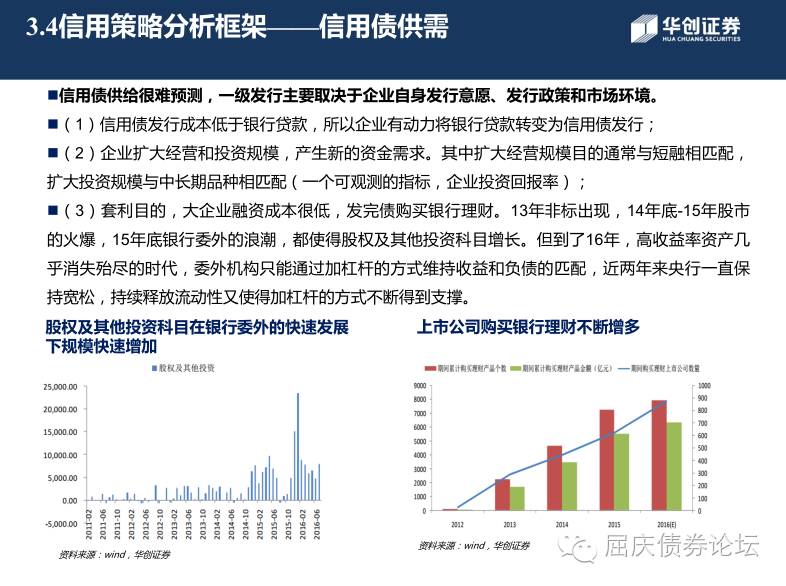 3.4信用策略分析框架——信用债供需
华创证券
HUA CHUANG SECURITIES
■信用债供给很难预测，一级发行主要取决于企业自身发行意愿、发行政策和市场环境。
■（1）信用债发行成本低于银行贷款，所以企业有动力将银行贷款转变为信用债发行；
■（2）企业扩大经营和投资规模，产生新的资金需求。其中扩大经营规模目的通常与短融相匹配，
扩大投资规模与中长期品种相匹配（一个可观测的指标，企业投资回报率）；
■（3）套利目的，大企业融资成本很低，发完债购买银行理财。13年非标出现，14年底-15年股市
的火爆，15年底银行委外的浪潮，都使得股权及其他投资科目增长。但到了16年，高收益率资产几
乎消失殆尽的时代，委外机构只能通过加杠杆的方式维持收益和负债的匹配，近两年来央行一直保
持宽松，持续释放流动性又使得加杠杆的方式不断得到支撑。
股权及其他投资科目在银行委外的快速发展
下规模快速增加
股权及其他投资
25,000.00
20,000.00
15,000.00
10,000.00
5,000.00
0.00
-5,000.00
2011-02
2011-06
2011-10
2012-02
2012-06
2012-10
2013-02
2013-06
2013-10
2014-02
2014-06
2014-10
2015-02
2015-06
2015-10
2016-02
2016-06
资料来源：wind，华创证券
上市公司购买银行理财不断增多
期间累计购买理财产品个数
期间累计购买理财产品金额（亿元）
期间购买理财上市公司数量
9000
8000
7000
6000
5000
4000
3000
2000
1000
0
1000
900
800
700
600
500
400
300
200
100
0
2012
2013
2014
2015
2016(E)
资料来源：wind，华创证券
屈庆债券论坛